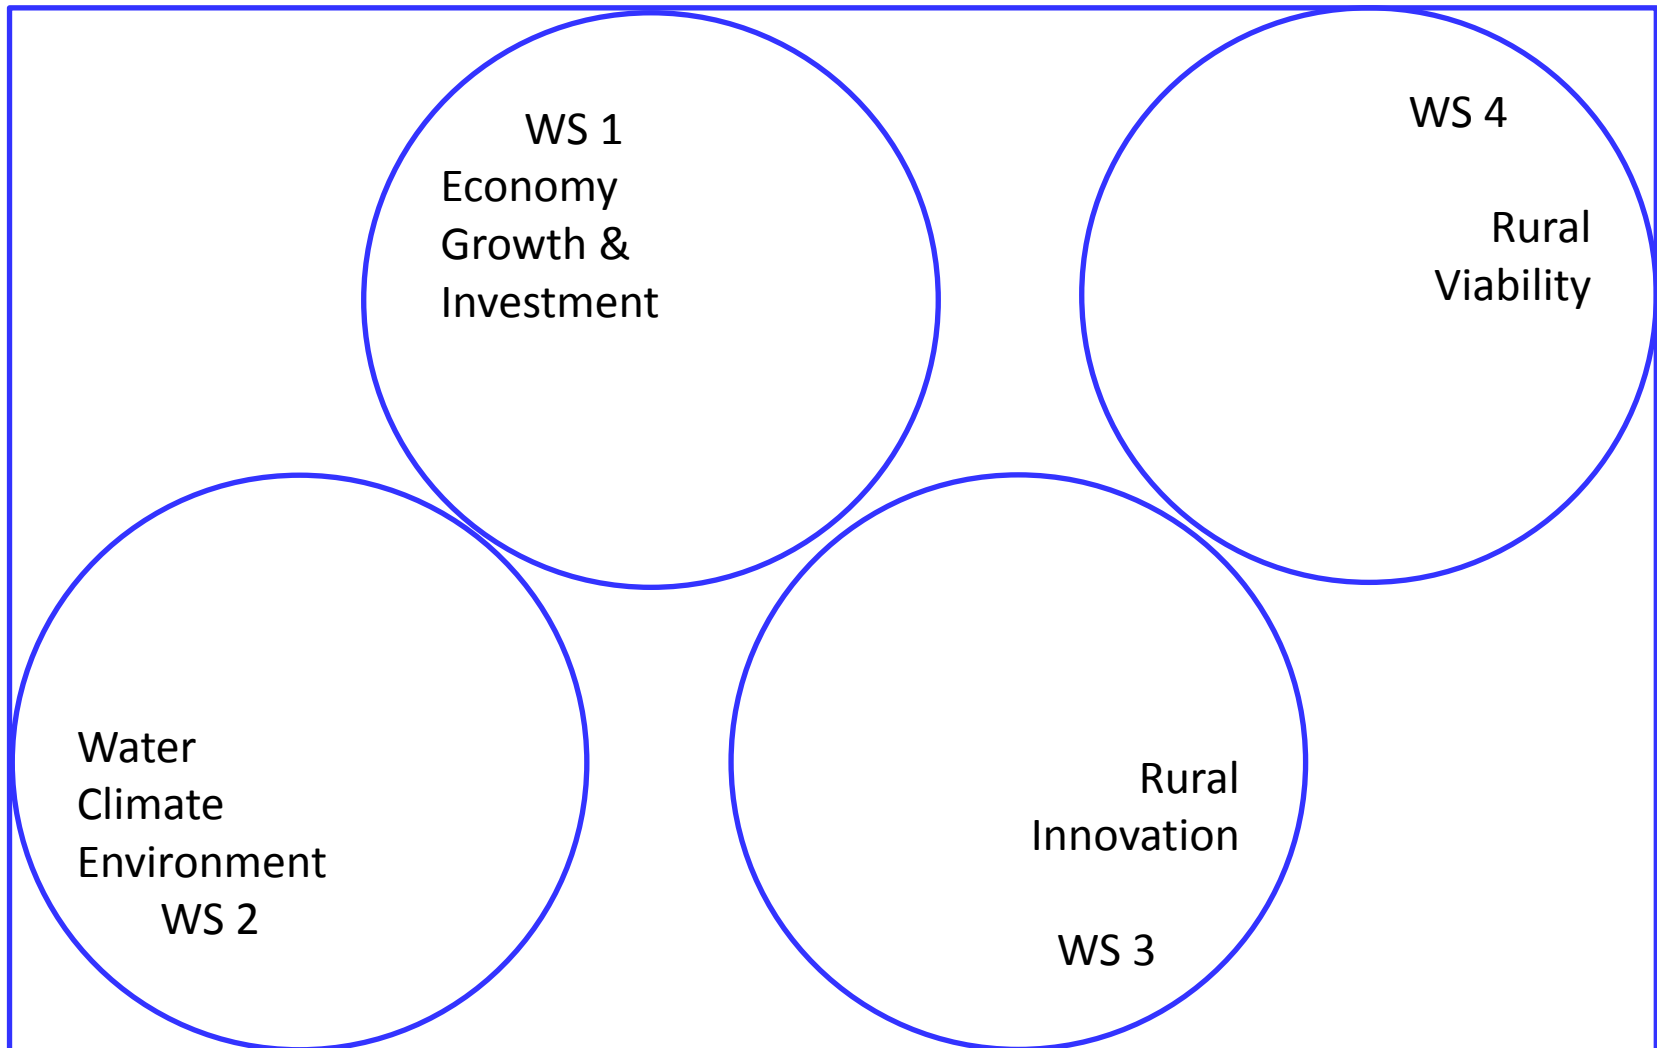 WS 1
Economy
Growth &
Investment
WS 4
Rural
Viability
Water
Climate
Environment
WS 2
Rural
Innovation
WS 3